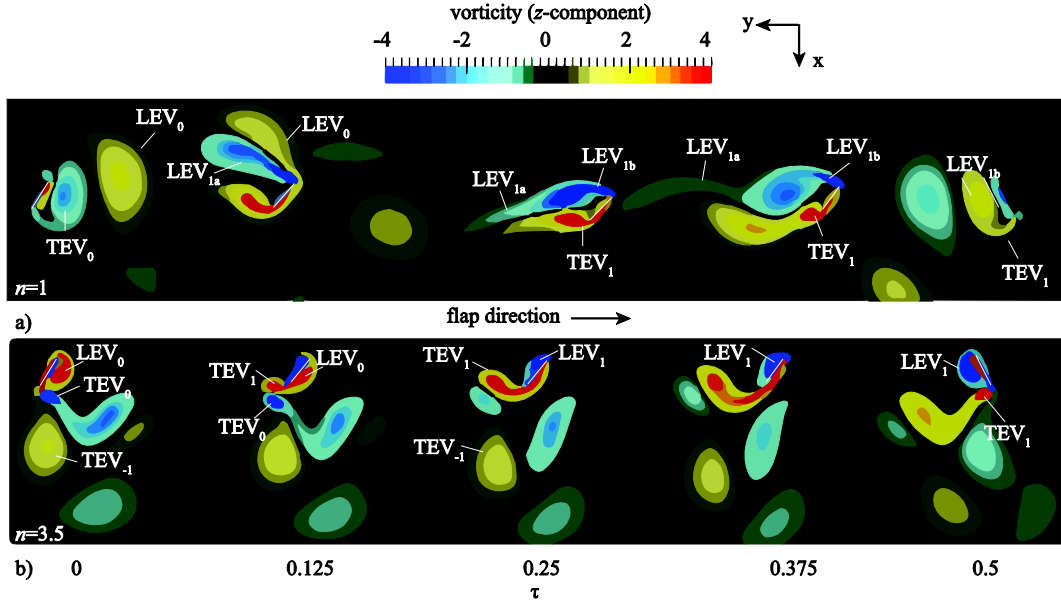 vorticity (z-component)
-4 -2 0 2 4
y
x
LEV0 LEV0
LEV1a
TEV0
LEV1a LEV1b
TEV1
LEV1a LEV1b
TEV1
LEV1b
TEV1
n=1
a) flap direction
LEV0
TEV0
TEV-1
TEV1 LEV0
TEV0
TEV1 LEV1
TEV-1
LEV1
LEV1
TEV1
n=3.5
b) 0 0.125 0.25 0.375 0.5
τ